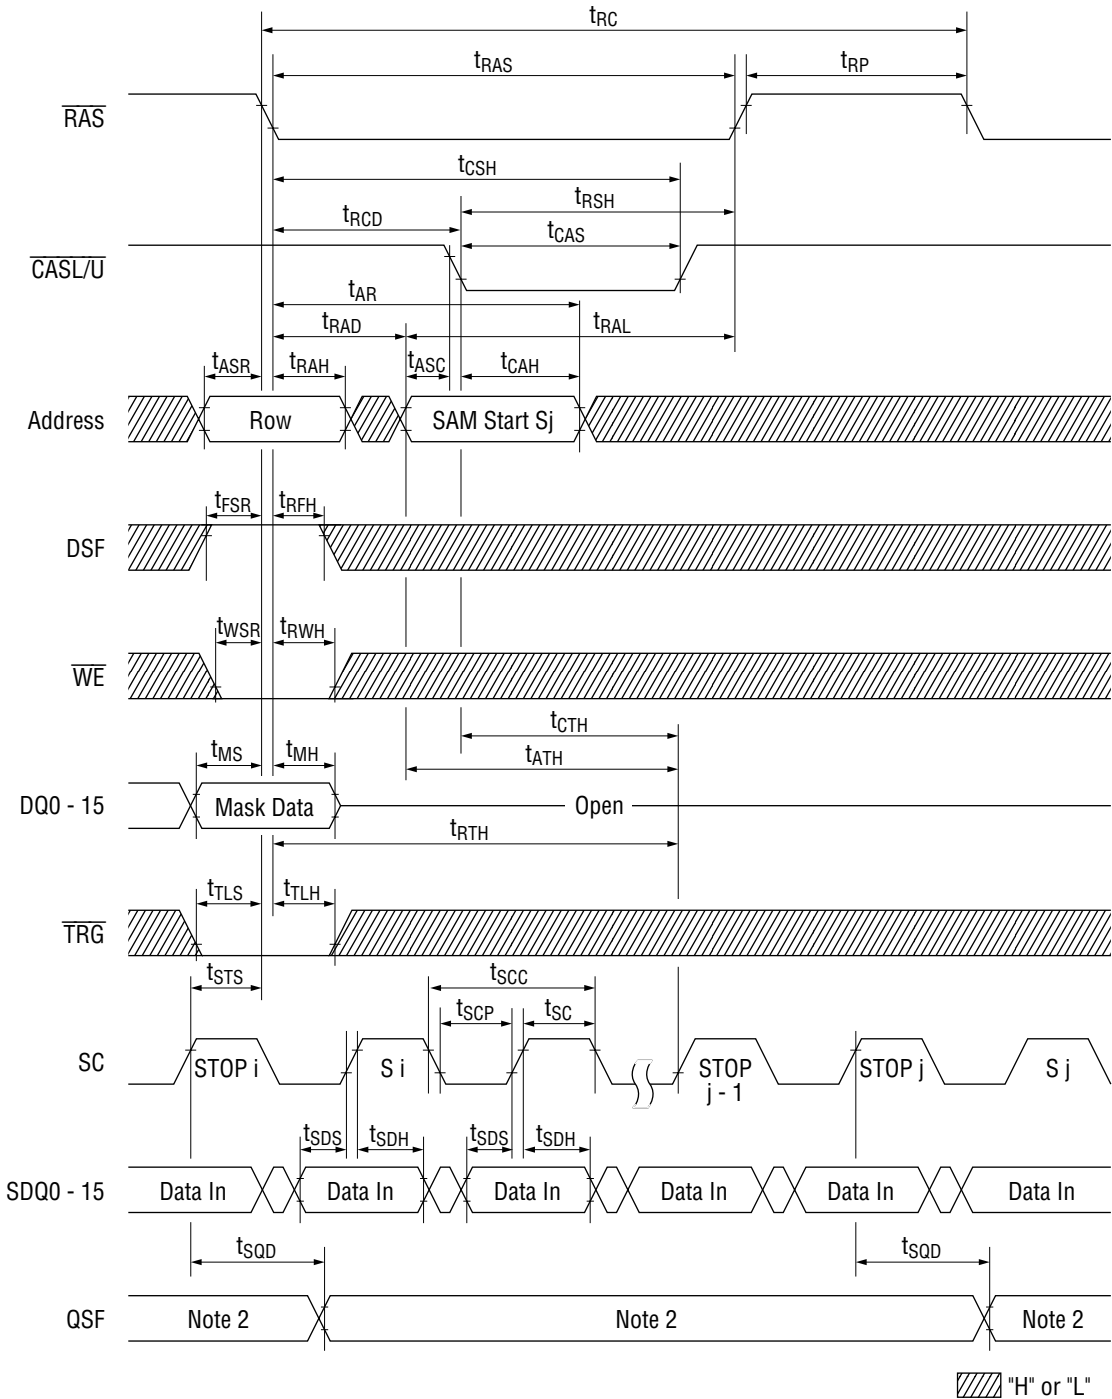 tRC
tRAS
tRP
RAS
tCSH
tRSH
tRCD
tCAS
CASL/U
tAR
tRAD
tRAL
tASR
tRAH
tASC
tCAH
Address
Row
SAM Start Sj
tFSR
tRFH
DSF
tWSR
tRWH
WE
tCTH
tMS
tMH
tATH
DQ0 - 15
Mask Data
Open
tRTH
tTLS
tTLH
TRG
tSTS
tSCC
tSCP
tSC
SC
STOP i
S i
STOP
j - 1
STOP j
S j
tSDS
tSDH
tSDS
tSDH
SDQ0 - 15
Data In
Data In
Data In
Data In
Data In
Data In
tSQD
tSQD
QSF
Note 2
Note 2
Note 2
"H" or "L"